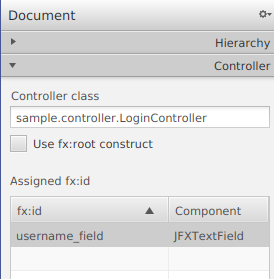 Document
Hierarchy
Controller
Controller class
sample.controller.LoginController
Use fx:root construct
Assigned fx:id
fx:id Component
username_field JFXTextField